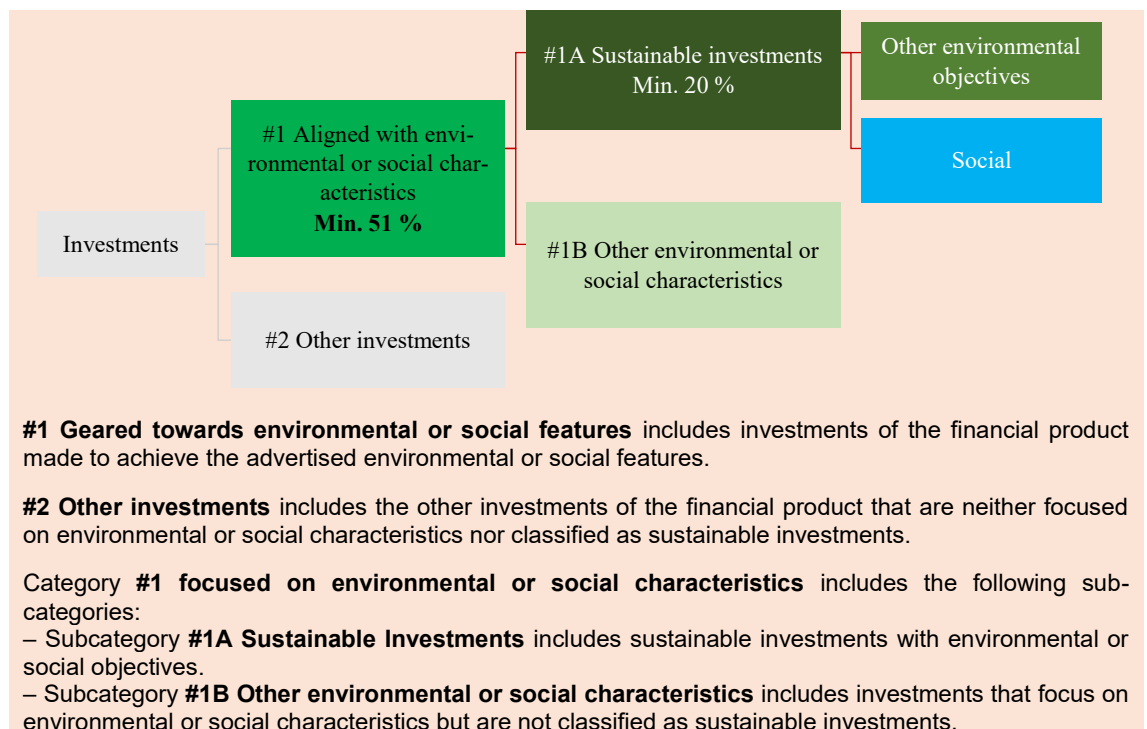 #1A Sustainable investments
Min. 20 %
Other environmental
objectives
#1 Aligned with envi-
ronmental or social char-
acteristics
Min. 51 %
Social
Investments
#1B Other environmental or
social characteristics
#2 Other investments
#1 Geared towards environmental or social features includes investments of the financial product
made to achieve the advertised environmental or social features.
#2 Other investments includes the other investments of the financial product that are neither focused
on environmental or social characteristics nor classified as sustainable investments.
Category #1 focused on environmental or social characteristics includes the following sub-
categories:
– Subcategory #1A Sustainable Investments includes sustainable investments with environmental or
social objectives.
– Subcategory #1B Other environmental or social characteristics includes investments that focus on
environmental or social characteristics but are not classified as sustainable investments.